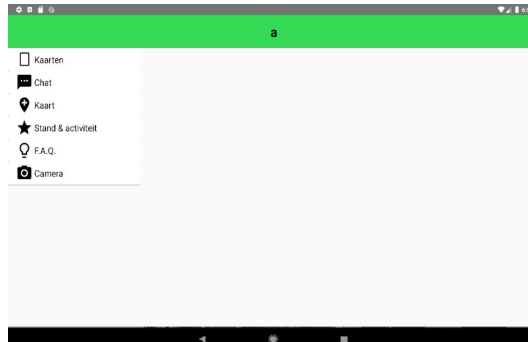 a
Kaarten
Chat
Kaart
Stand & activiteit
F.A.Q.
Camera